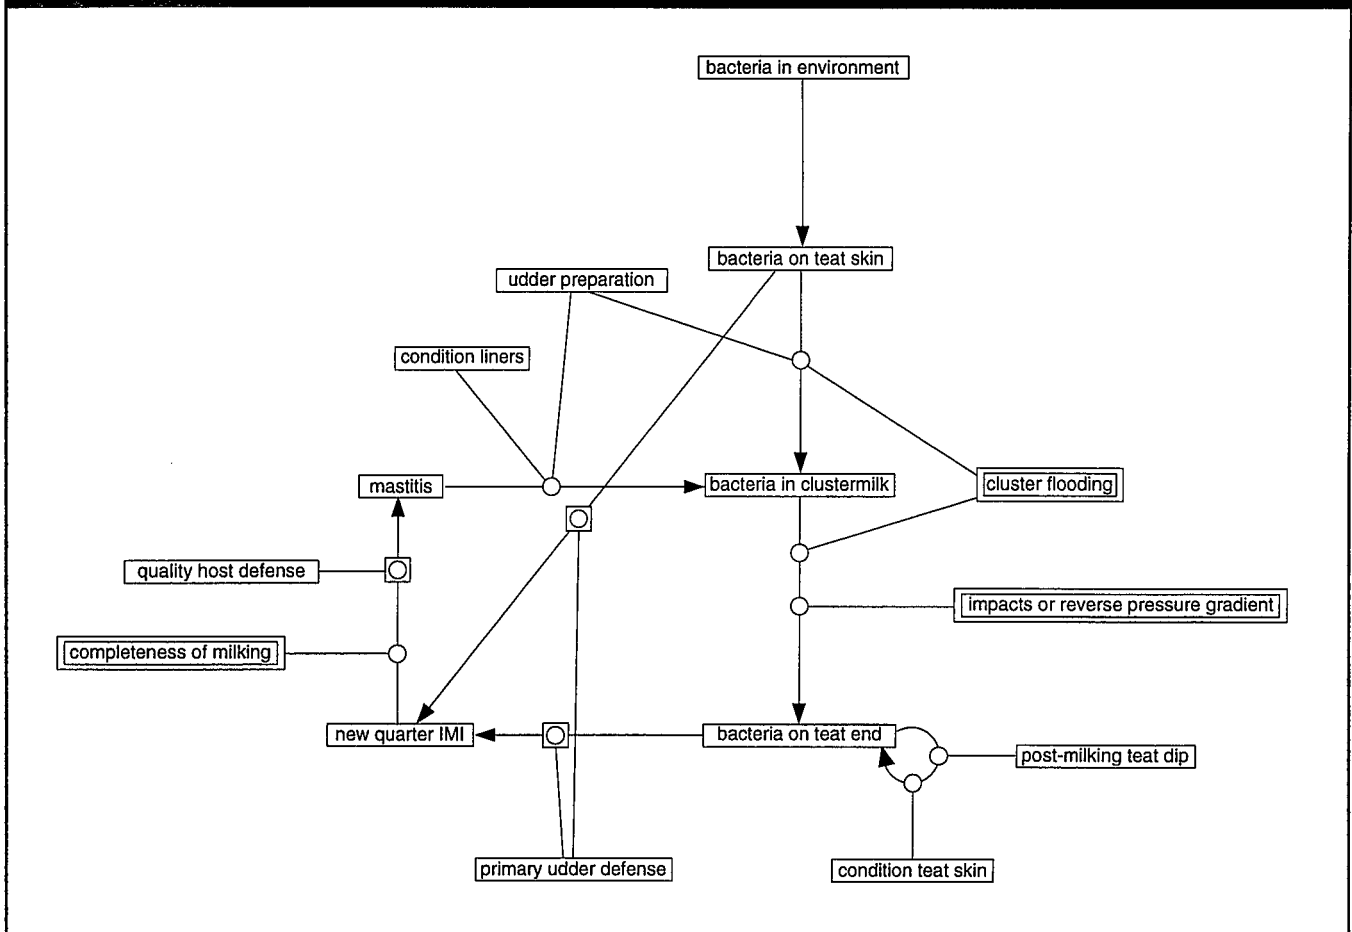 bacteria in environment
bacteria on teat skin
udder preparation
condition liners
mastitis
bacteria in clustermilk
cluster flooding
quality host defense
impacts or reverse pressure gradient
completeness of milking
new quarter IMI
bacteria on teat end
post-milking teat dip
primary udder defense
condition teat skin